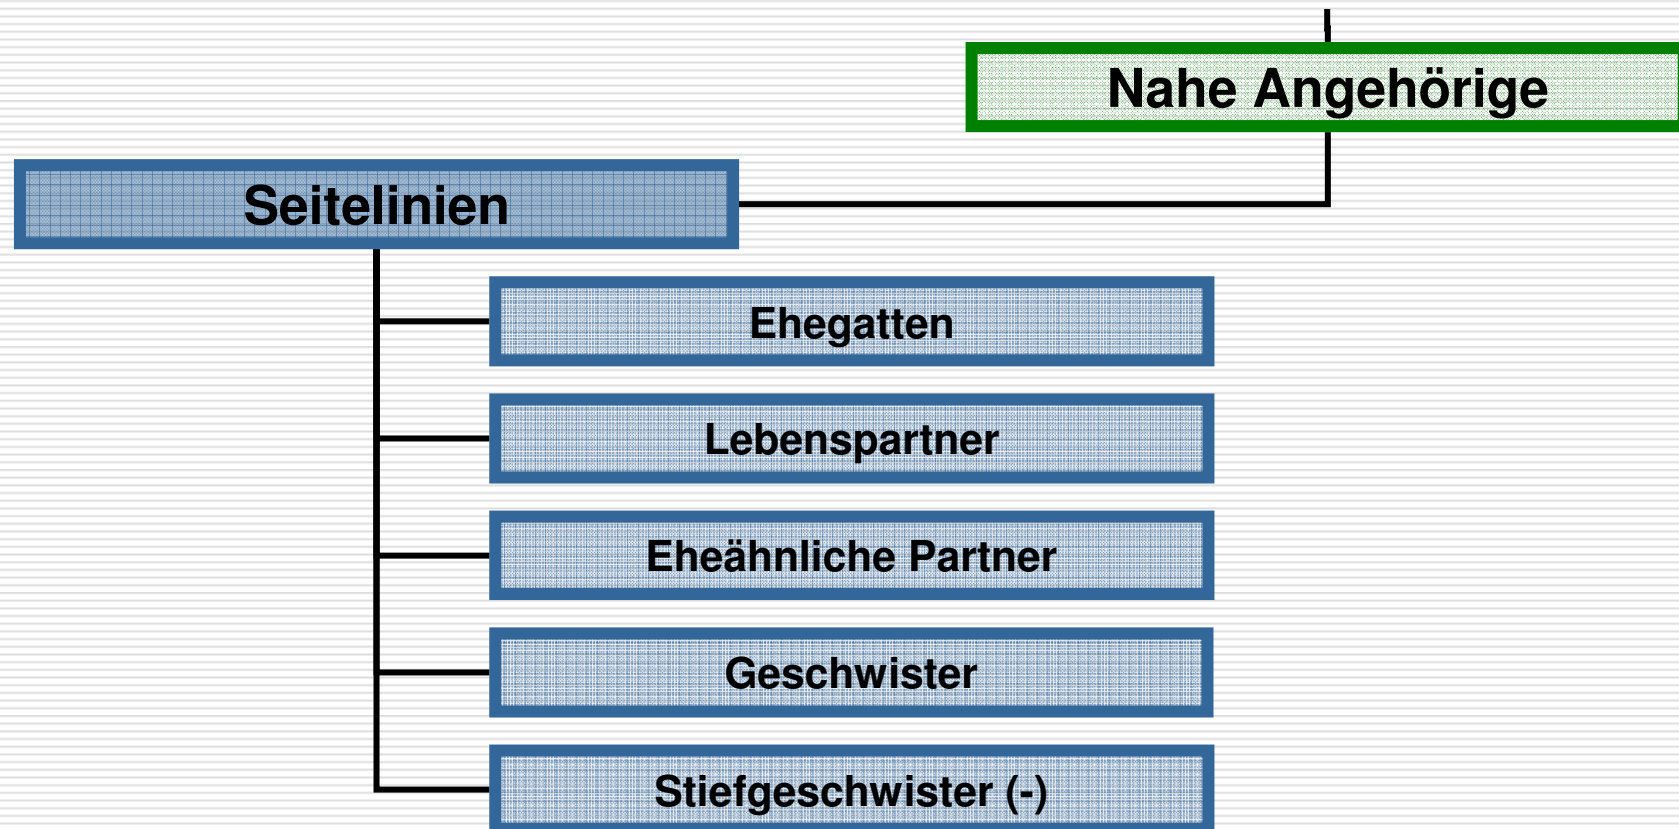 Nahe Angehörige
Seitelinien
Ehegatten
Lebenspartner
Eheähnliche Partner
Geschwister
Stiefgeschwister (-)